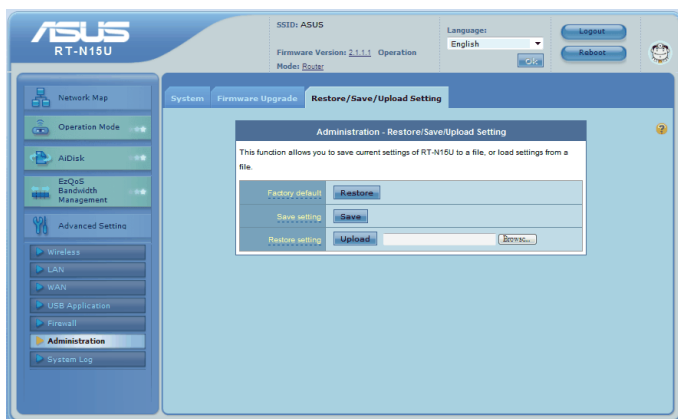 ASUS
RT-N15U
SSID: ASUS
Firmware Version: 2.1.1.1 Operation
Mode: Router
Language:
English
OK
Logout
Reboot
Network Map
Operation Mode
AiDisk
EzQoS
Bandwidth
Management
Advanced Setting
Wireless
LAN
WAN
USB Application
Firewall
Administration
System Log
System Firmware Upgrade Restore/Save/Upload Setting
Administration - Restore/Save/Upload Setting
This function allows you to save current settings of RT-N15U to a file, or load settings from a
file.
Factory default Restore
Save setting Save
Restore setting Upload Browse...
?